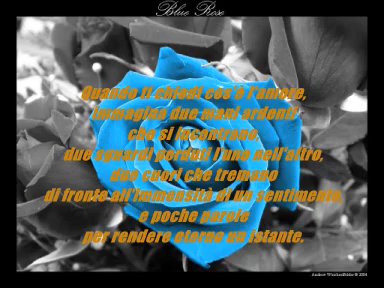 Blue Rose
Quando ti chiedi cos'è l'amore,
immagina due mani ardenti
che si incontrano,
due sguardi perduti l'uno nell'altro,
due cuori che tremano
di fronte all'immensità di un sentimento,
e poche parole
per rendere eterno un istante.